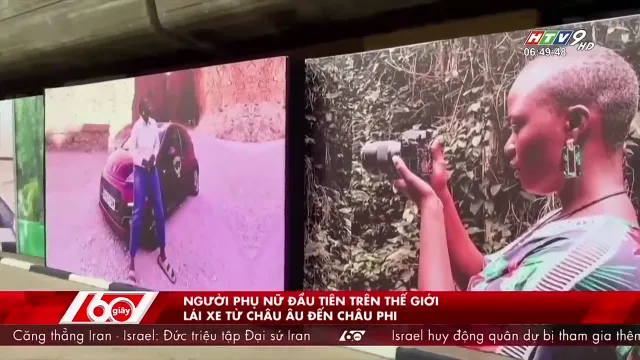 HTV9 HD
06:49:48
60 giây
NGƯỜI PHỤ NỮ ĐẦU TIÊN TRÊN THẾ GIỚI
LÁI XE TỪ CHÂU ÂU ĐẾN CHÂU PHI
Căng thẳng Iran - Israel: Đức triệu tập Đại sứ Iran
Israel huy động quân dự bị tham gia thêm